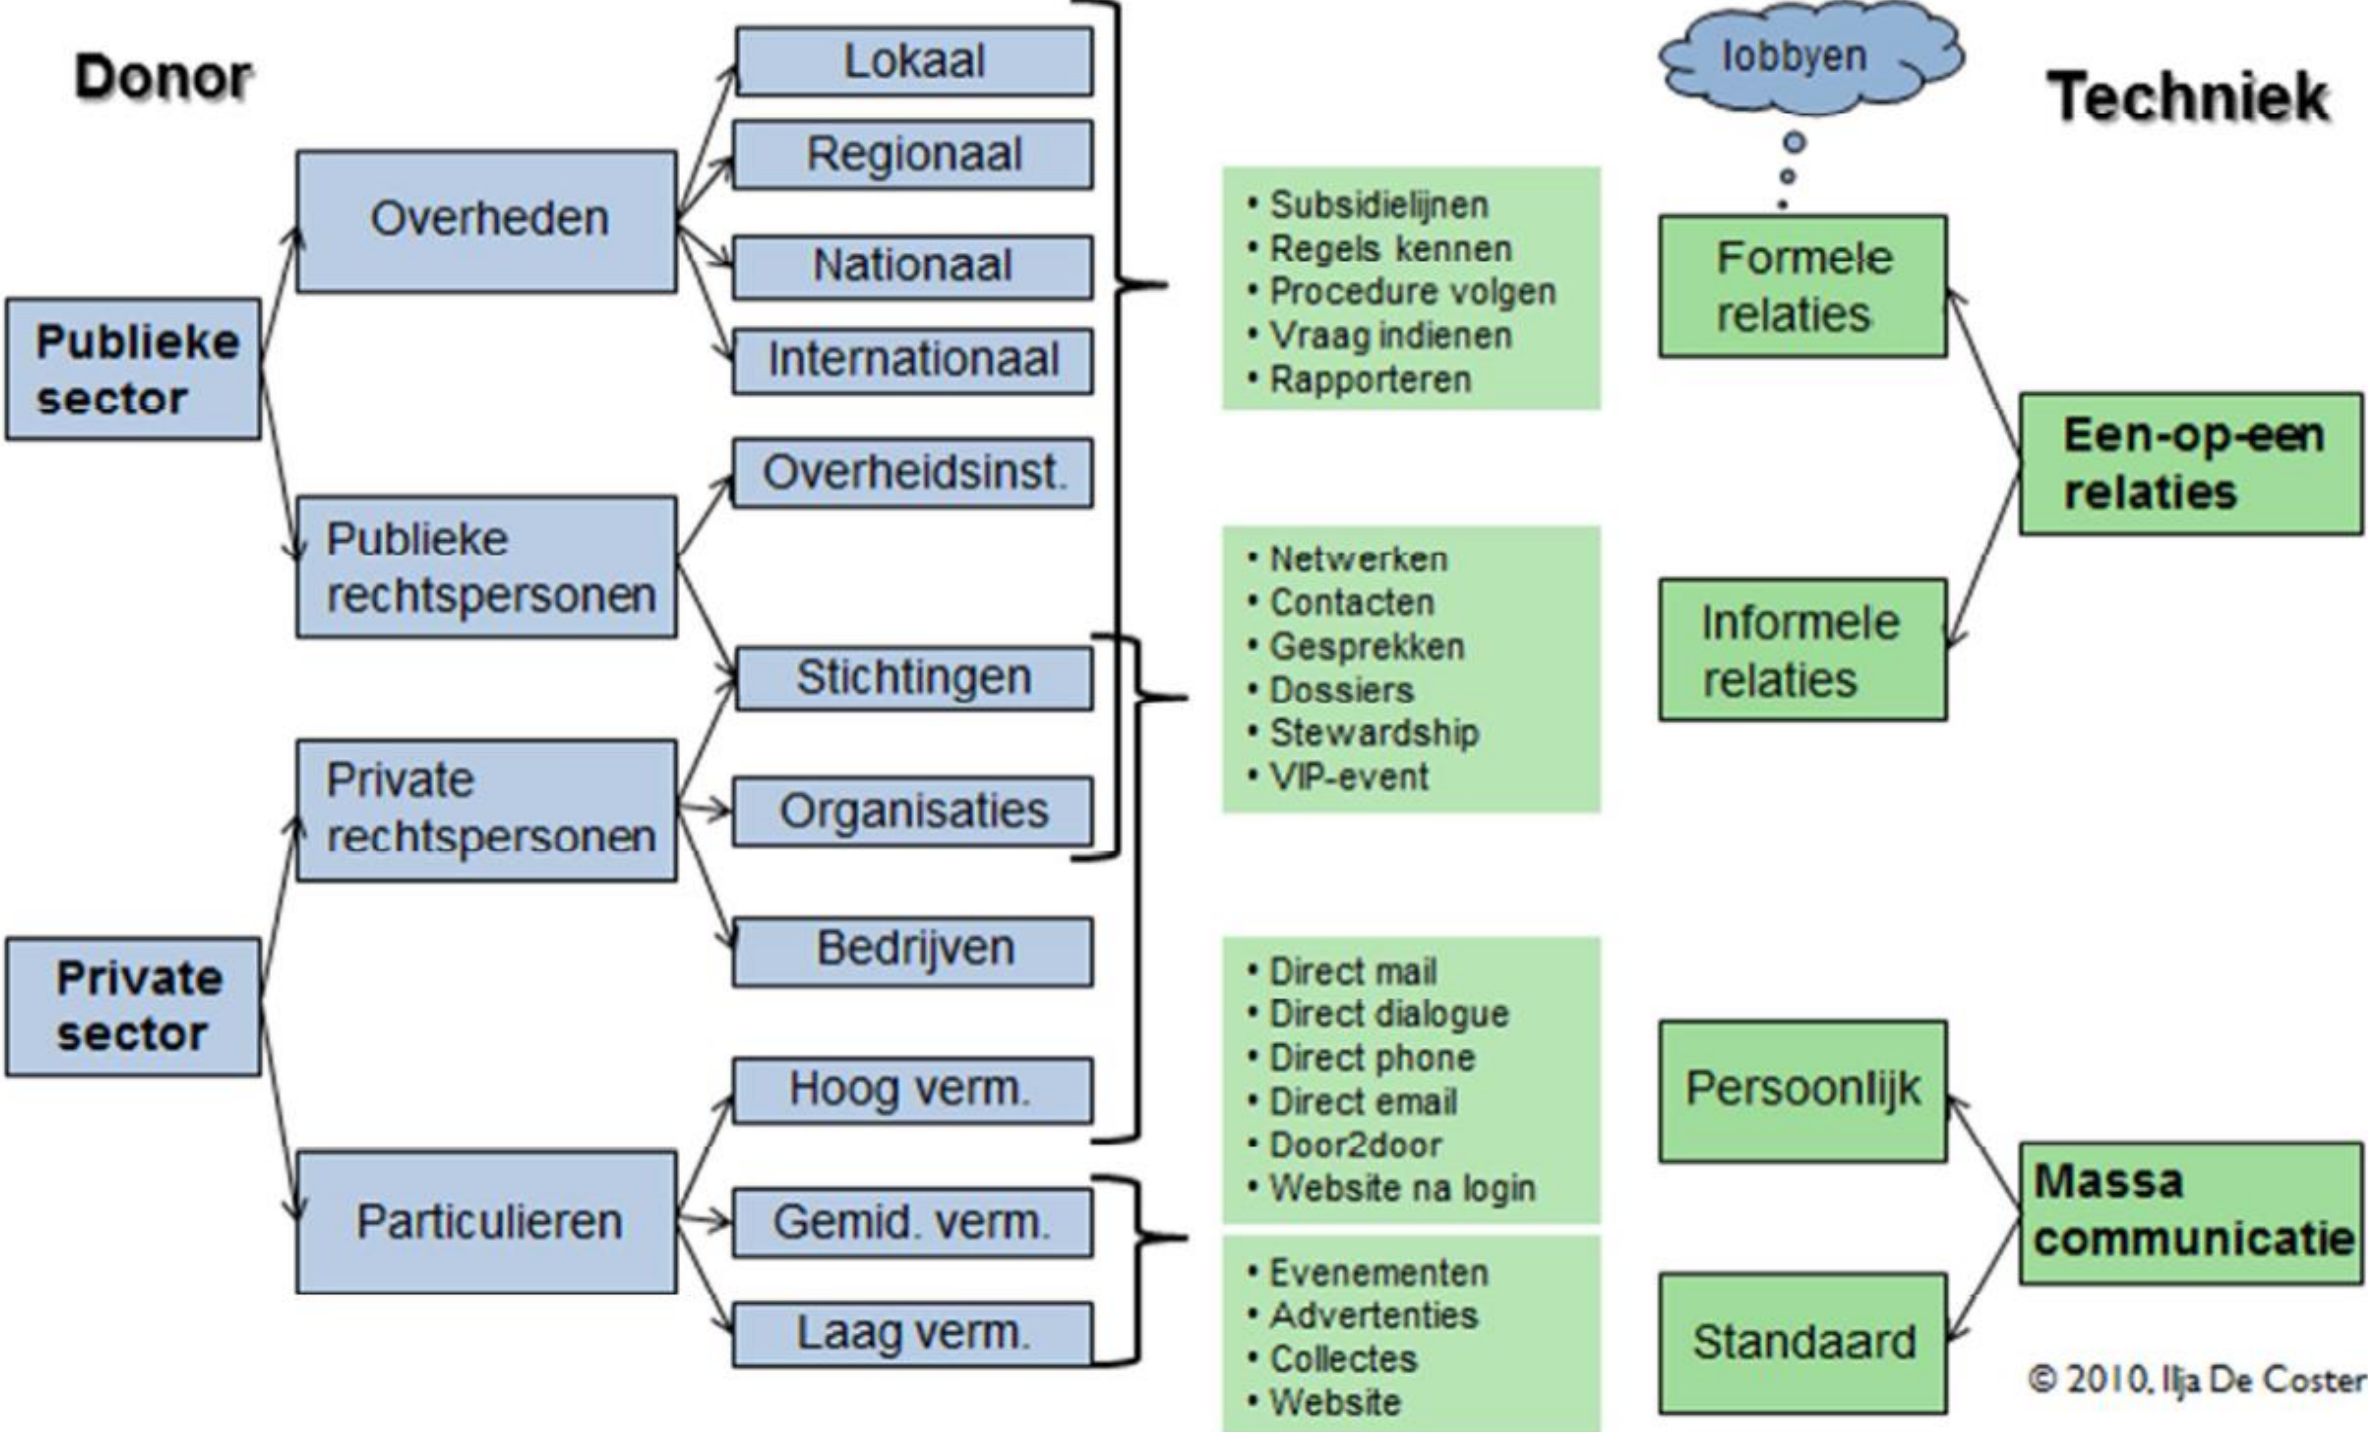 Donor
Publieke
sector
Private
sector
Overheden
Publieke
rechtspersonen
Private
rechtspersonen
Particulieren
Lokaal
Regionaal
Nationaal
Internationaal
Overheidsinst.
Stichtingen
Organisaties
Bedrijven
Hoog verm.
Gemid. verm.
Laag verm.
• Subsidielijnen
• Regels kennen
• Procedure volgen
• Vraag indienen
• Rapporteren
• Netwerken
• Contacten
• Gesprekken
• Dossiers
• Stewardship
• VIP-event
• Direct mail
• Direct dialogue
• Direct phone
• Direct email
• Door2door
• Website na login
• Evenementen
• Advertenties
• Collectes
• Website
lobbyen
Formele
relaties
Informele
relaties
Persoonlijk
Standaard
Techniek
Een-op-een
relaties
Massa
communicatie
© 2010, Ilja De Coster